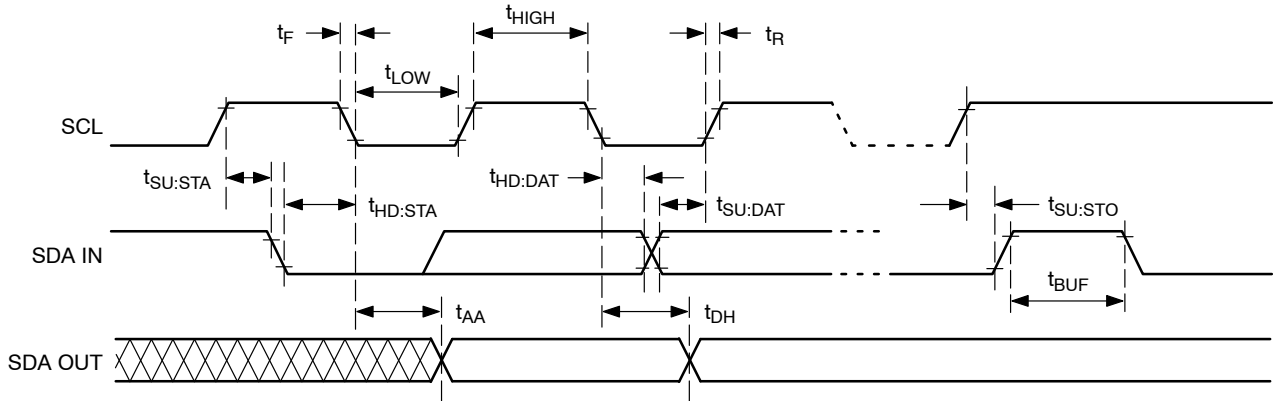 tF
tHIGH
tR
tLOW
SCL
tSU:STA
tHD:STA
tHD:DAT
tSU:DAT
tSU:STO
SDA IN
tBUF
tAA
tDH
SDA OUT